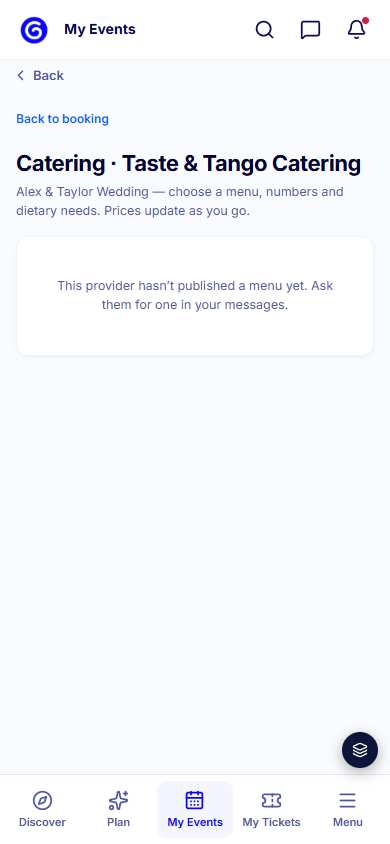 My Events
Back
Back to booking
Catering · Taste & Tango Catering
Alex & Taylor Wedding — choose a menu, numbers and
dietary needs. Prices update as you go.
This provider hasn’t published a menu yet. Ask
them for one in your messages.
Discover
Plan
My Events
My Tickets
Menu